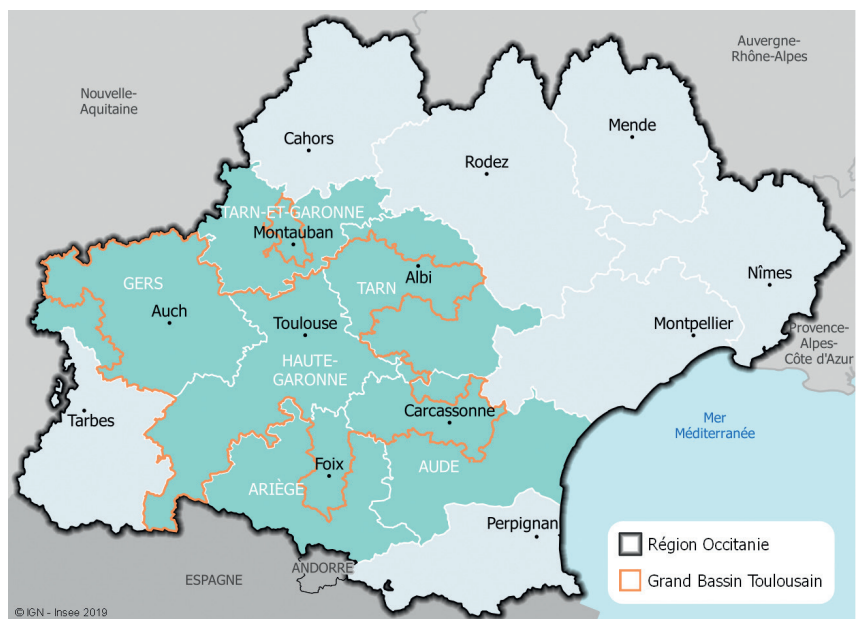 Auvergne-
Rhône-Alpes
Nouvelle-
Aquitaine
Mende
Cahors
Rodez
TARN-ET-GARONNE
Montauban
Albi
Nîmes
GERS
TARN
Auch
Toulouse
Montpellier
Provence-
Alpes-
Côte d'Azur
HAUTE-
GARONNE
Carcassonne
Tarbes
Mer
Méditerranée
Foix
AUDE
ARIÈGE
Perpignan
Région Occitanie
ANDORRE
ESPAGNE
Grand Bassin Toulousain
© IGN - Insee 2019